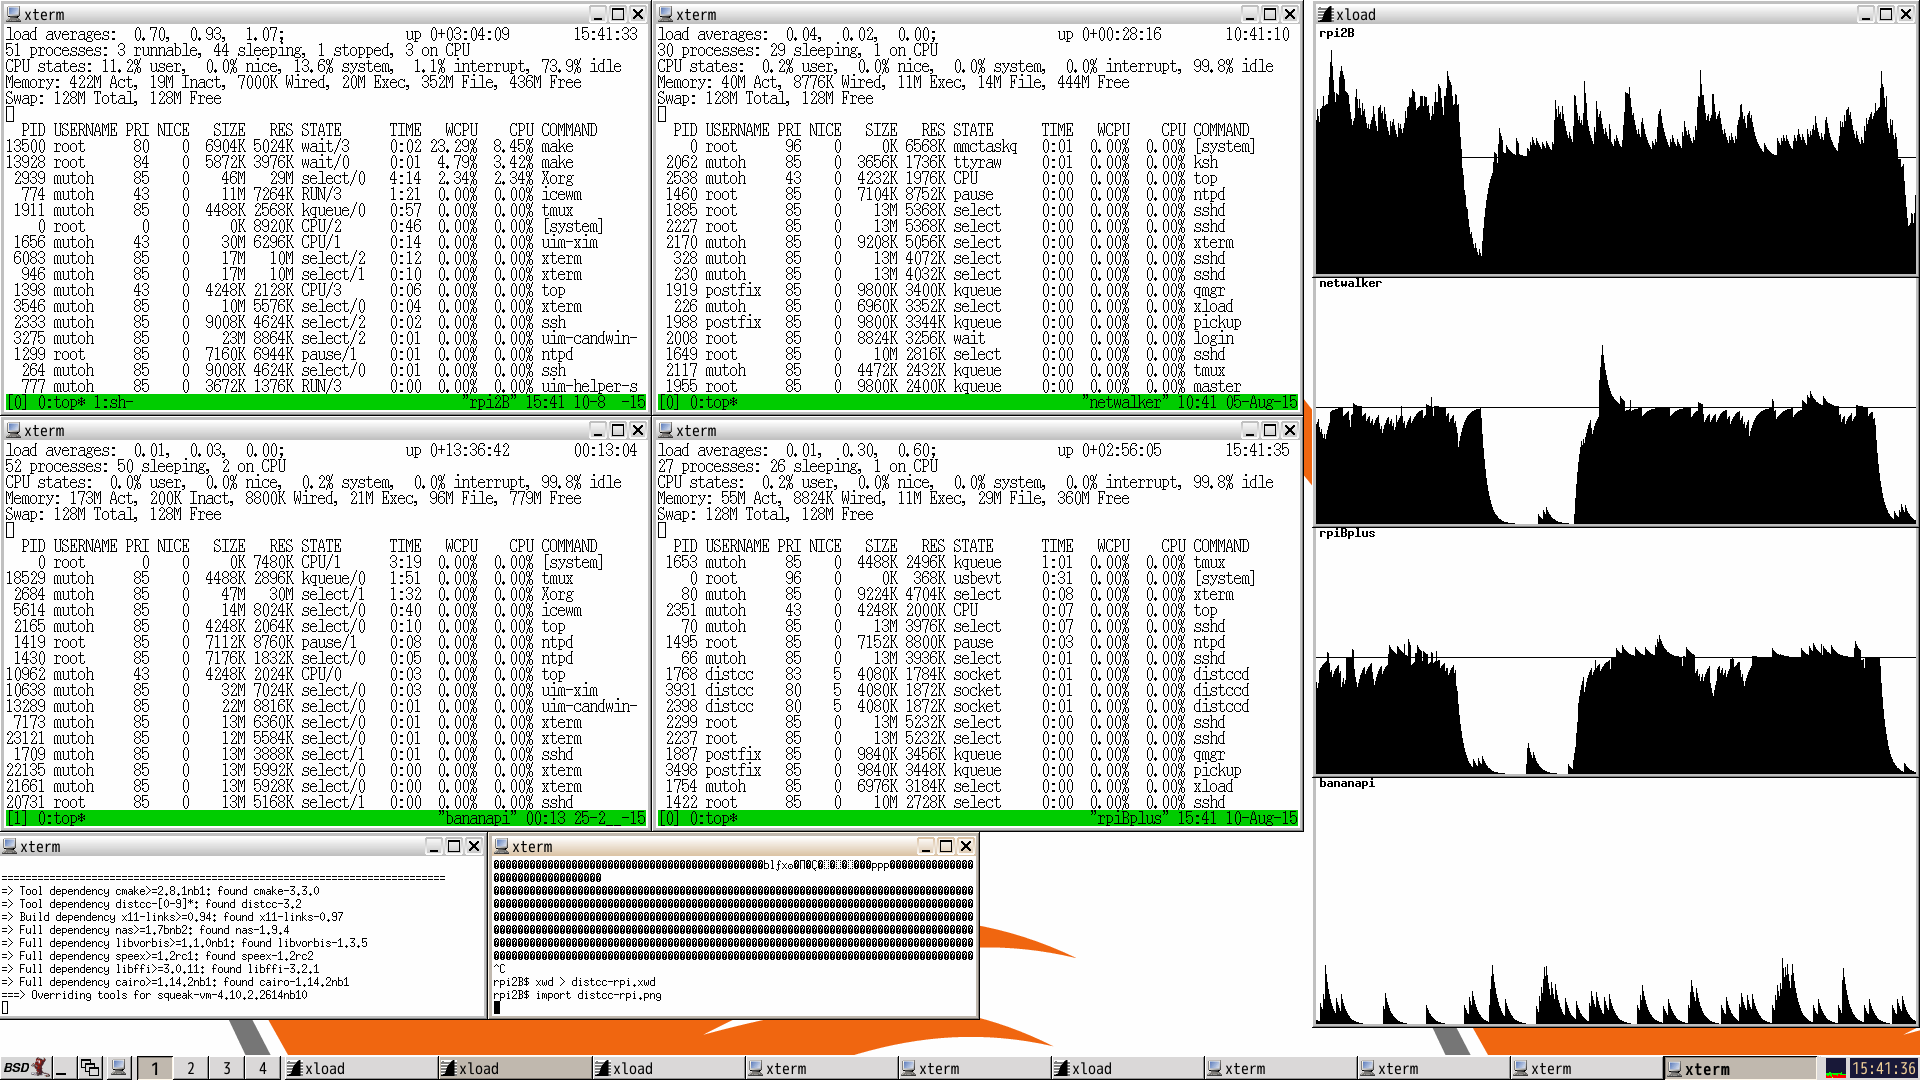 xterm
load averages:  0.70,  0.93,  1.07;               up 0+03:04:09        15:41:33
51 processes: 3 runnable, 44 sleeping, 1 stopped, 3 on CPU
CPU states: 11.2% user,  0.0% nice, 13.6% system,  1.1% interrupt, 73.9% idle
Memory: 422M Act, 19M Inact, 7000K Wired, 20M Exec, 352M File, 436M Free
Swap: 128M Total, 128M Free
PID USERNAME PRI NICE   SIZE   RES STATE      TIME   WCPU    CPU COMMAND
13500 root      80    0  6904K 5024K wait/3     0:02 23.29%  8.45% make
13928 root      84    0  5872K 3976K wait/0     0:01  4.79%  3.42% make
2939 mutoh     85    0    46M   29M select/0   4:14  2.34%  2.34% Xorg
774 mutoh     43    0    11M 7264K RUN/3      1:21  0.00%  0.00% icewm
1911 mutoh     85    0  4488K 2568K kqueue/0   0:57  0.00%  0.00% tmux
0 root       0    0     0K 8920K CPU/2      0:46  0.00%  0.00% [system]
1656 mutoh     43    0    30M 6296K CPU/1      0:14  0.00%  0.00% uim-xim
6083 mutoh     85    0    17M   10M select/2   0:12  0.00%  0.00% xterm
946 mutoh     85    0    17M   10M select/1   0:10  0.00%  0.00% xterm
1398 mutoh     43    0  4248K 2128K CPU/3      0:06  0.00%  0.00% top
3546 mutoh     85    0    10M 5576K select/0   0:04  0.00%  0.00% xterm
2333 mutoh     85    0  9008K 4624K select/2   0:02  0.00%  0.00% ssh
3275 mutoh     85    0    23M 8864K select/2   0:01  0.00%  0.00% uim-candwin-
1299 root      85    0  7160K 6944K pause/1    0:01  0.00%  0.00% ntpd
264 mutoh     85    0  9008K 4624K select/0   0:01  0.00%  0.00% ssh
777 mutoh     85    0  3672K 1376K RUN/3      0:00  0.00%  0.00% uim-helper-s
[0] 0:top* 1:sh-                    "rpi2B" 15:41 10-8  -15
xterm
load averages:  0.04,  0.02,  0.00;               up 0+00:28:16        10:41:10
30 processes: 29 sleeping, 1 on CPU
CPU states:  0.2% user,  0.0% nice,  0.0% system,  0.0% interrupt, 99.8% idle
Memory: 40M Act, 8776K Wired, 11M Exec, 14M File, 444M Free
Swap: 128M Total, 128M Free
PID USERNAME PRI NICE   SIZE   RES STATE      TIME   WCPU    CPU COMMAND
0 root      96    0     0K 6568K mmctaskq   0:01  0.00%  0.00% [system]
2062 mutoh     85    0  3656K 1736K ttyraw     0:01  0.00%  0.00% ksh
2538 mutoh     43    0  4232K 1976K CPU        0:00  0.00%  0.00% top
1460 root      85    0  7104K 8752K pause      0:00  0.00%  0.00% ntpd
1885 root      85    0    13M 5368K select     0:00  0.00%  0.00% sshd
2227 root      85    0    13M 5368K select     0:00  0.00%  0.00% sshd
2170 mutoh     85    0  9208K 5056K select     0:00  0.00%  0.00% xterm
328 mutoh     85    0    13M 4072K select     0:00  0.00%  0.00% sshd
230 mutoh     85    0    13M 4032K select     0:00  0.00%  0.00% sshd
1919 postfix   85    0  9800K 3400K kqueue     0:00  0.00%  0.00% qmgr
226 mutoh     85    0  6960K 3352K select     0:00  0.00%  0.00% xload
1988 postfix   85    0  9800K 3344K kqueue     0:00  0.00%  0.00% pickup
2008 root      85    0  8824K 3256K wait       0:00  0.00%  0.00% login
1649 root      85    0    10M 2816K select     0:00  0.00%  0.00% sshd
2117 mutoh     85    0  4472K 2432K kqueue     0:00  0.00%  0.00% tmux
1955 root      85    0  9800K 2400K kqueue     0:00  0.00%  0.00% master
[0] 0:top*                    "netwalker" 10:41 05-Aug-15
xterm
load averages:  0.01,  0.03,  0.00;               up 0+13:36:42        00:13:04
52 processes: 50 sleeping, 2 on CPU
CPU states:  0.0% user,  0.0% nice,  0.2% system,  0.0% interrupt, 99.8% idle
Memory: 173M Act, 200K Inact, 8800K Wired, 21M Exec, 96M File, 779M Free
Swap: 128M Total, 128M Free
PID USERNAME PRI NICE   SIZE   RES STATE      TIME   WCPU    CPU COMMAND
0 root       0    0     0K 7480K CPU/1      3:19  0.00%  0.00% [system]
18529 mutoh     85    0  4488K 2896K kqueue/0   1:51  0.00%  0.00% tmux
2684 mutoh     85    0    47M   30M select/1   1:32  0.00%  0.00% Xorg
5614 mutoh     85    0    14M 8024K select/0   0:40  0.00%  0.00% icewm
2165 mutoh     85    0  4248K 2064K select/0   0:10  0.00%  0.00% top
1419 root      85    0  7112K 8760K pause/1    0:08  0.00%  0.00% ntpd
1430 root      85    0  7176K 1832K select/0   0:05  0.00%  0.00% ntpd
10962 mutoh     43    0  4248K 2024K CPU/0      0:03  0.00%  0.00% top
10638 mutoh     85    0    32M 7024K select/0   0:03  0.00%  0.00% uim-xim
13289 mutoh     85    0    22M 8816K select/0   0:01  0.00%  0.00% uim-candwin-
7173 mutoh     85    0    13M 6360K select/0   0:01  0.00%  0.00% xterm
23121 mutoh     85    0    12M 5584K select/0   0:01  0.00%  0.00% xterm
1709 mutoh     85    0    13M 3888K select/1   0:01  0.00%  0.00% sshd
22135 mutoh     85    0    13M 5992K select/0   0:00  0.00%  0.00% xterm
21661 mutoh     85    0    13M 5928K select/0   0:00  0.00%  0.00% xterm
20731 root      85    0    13M 5168K select/1   0:00  0.00%  0.00% sshd
[1] 0:top*                    "bananapi" 00:13 25-2__-15
xterm
load averages:  0.01,  0.30,  0.60;               up 0+02:56:05        15:41:35
27 processes: 26 sleeping, 1 on CPU
CPU states:  0.2% user,  0.0% nice,  0.0% system,  0.0% interrupt, 99.8% idle
Memory: 55M Act, 8824K Wired, 11M Exec, 29M File, 360M Free
Swap: 128M Total, 128M Free
PID USERNAME PRI NICE   SIZE   RES STATE      TIME   WCPU    CPU COMMAND
1653 mutoh     85    0  4488K 2496K kqueue     1:01  0.00%  0.00% tmux
0 root      96    0     0K  368K usbevt     0:31  0.00%  0.00% [system]
80 mutoh     85    0  9224K 4704K select     0:08  0.00%  0.00% xterm
2351 mutoh     43    0  4248K 2000K CPU        0:07  0.00%  0.00% top
70 mutoh     85    0    13M 3976K select     0:07  0.00%  0.00% sshd
1495 root      85    0  7152K 8800K pause      0:03  0.00%  0.00% ntpd
66 mutoh     85    0    13M 3936K select     0:01  0.00%  0.00% sshd
1768 distcc    83    5  4080K 1784K socket     0:01  0.00%  0.00% distccd
3931 distcc    80    5  4080K 1872K socket     0:01  0.00%  0.00% distccd
2398 distcc    80    5  4080K 1872K socket     0:01  0.00%  0.00% distccd
2299 root      85    0    13M 5232K select     0:00  0.00%  0.00% sshd
2237 root      85    0    13M 5232K select     0:00  0.00%  0.00% sshd
1887 postfix   85    0  9840K 3456K kqueue     0:00  0.00%  0.00% qmgr
3498 postfix   85    0  9840K 3448K kqueue     0:00  0.00%  0.00% pickup
1754 mutoh     85    0  6976K 3184K select     0:00  0.00%  0.00% xload
1422 root      85    0    10M 2728K select     0:00  0.00%  0.00% sshd
[0] 0:top*                    "rpiBplus" 15:41 10-Aug-15
xterm
=> Tool dependency cmake>=2.8.1nb1: found cmake-3.3.0
=> Tool dependency distcc-[0-9]*: found distcc-3.2
=> Build dependency x11-links>=0.94: found x11-links-0.97
=> Full dependency nas>=1.7bnb2: found nas-1.9.4
=> Full dependency libvorbis>=1.1.0nb1: found libvorbis-1.3.5
=> Full dependency speex>=1.2rc1: found speex-1.2rc2
=> Full dependency libffi>=3.0.11: found libffi-3.2.1
=> Full dependency cairo>=1.14.2nb1: found cairo-1.14.2nb1
===> Overriding tools for squeak-vm-4.10.2.2614nb10
xterm
^C
rpi2B$ xwd > distcc-rpi.xwd
rpi2B$ import distcc-rpi.png
xload
rpi2B
netwalker
rpiBplus
bananapi
BSD 1 2 3 4 xload xload xload xterm xterm xload xterm xterm xterm xterm 15:41:36